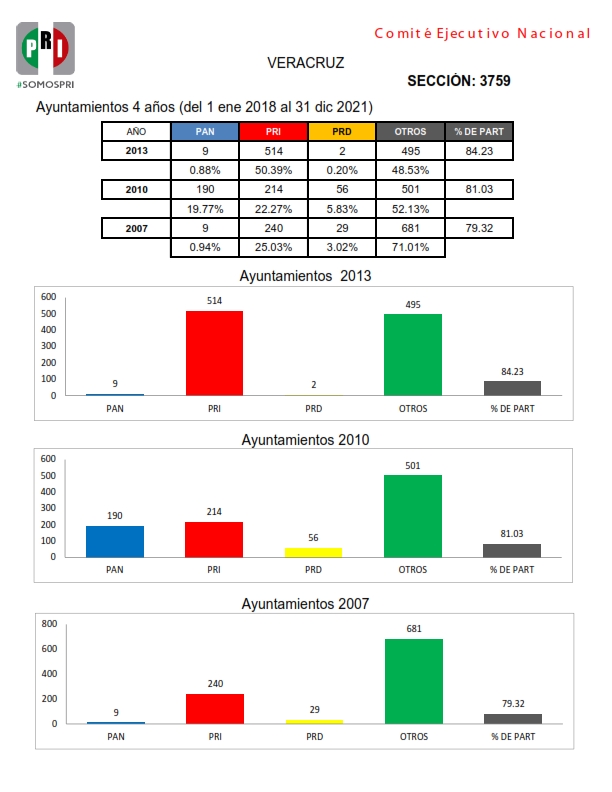 Comité Ejecutivo Nacional
PRI
#SOMOSPRI
VERACRUZ
SECCIÓN: 3759
Ayuntamientos 4 años (del 1 ene 2018 al 31 dic 2021)
AÑO PAN PRI PRD OTROS % DE PART
2013 9 514 2 495 84.23
0.88% 50.39% 0.20% 48.53%
2010 190 214 56 501 81.03
19.77% 22.27% 5.83% 52.13%
2007 9 240 29 681 79.32
0.94% 25.03% 3.02% 71.01%
Ayuntamientos 2013
600
500
400
300
200
100
0
9 514 2 495 84.23
PAN PRI PRD OTROS % DE PART
Ayuntamientos 2010
600
500
400
300
200
100
0
190 214 56 501 81.03
PAN PRI PRD OTROS % DE PART
Ayuntamientos 2007
800
600
400
200
0
9 240 29 681 79.32
PAN PRI PRD OTROS % DE PART